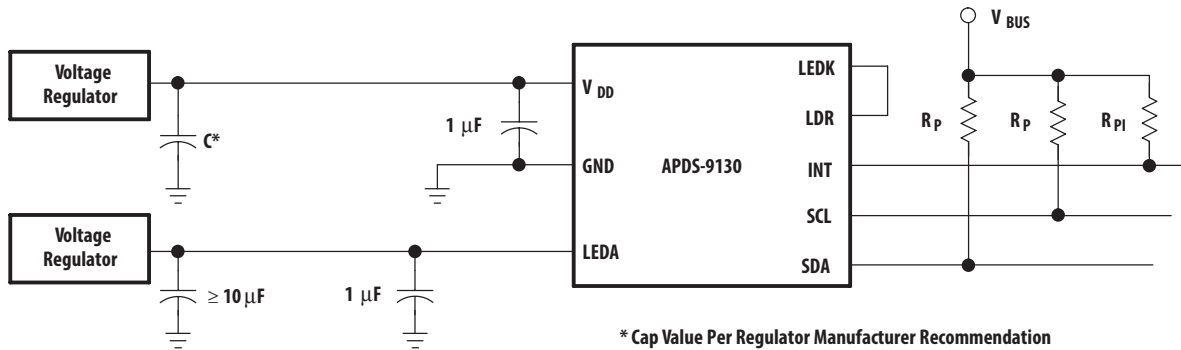 V BUS
Voltage
Regulator
LEDK
V DD
LDR
1 µF
R P
R P
R PI
C*
GND
APDS-9130
INT
SCL
Voltage
Regulator
LEDA
SDA
≥ 10 µF
1 µF
* Cap Value Per Regulator Manufacturer Recommendation